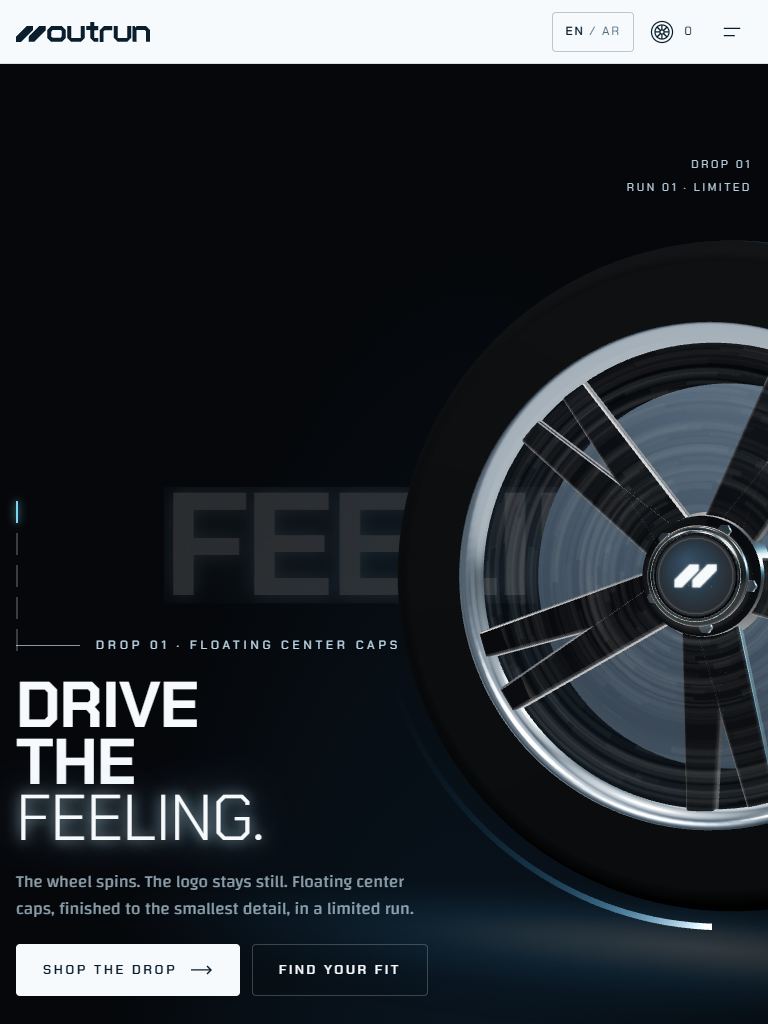 outrun
EN / AR
0
DROP 01
RUN 01 · LIMITED
DROP 01 · FLOATING CENTER CAPS
DRIVE
THE
FEELING.
The wheel spins. The logo stays still. Floating center
caps, finished to the smallest detail, in a limited run.
SHOP THE DROP
FIND YOUR FIT